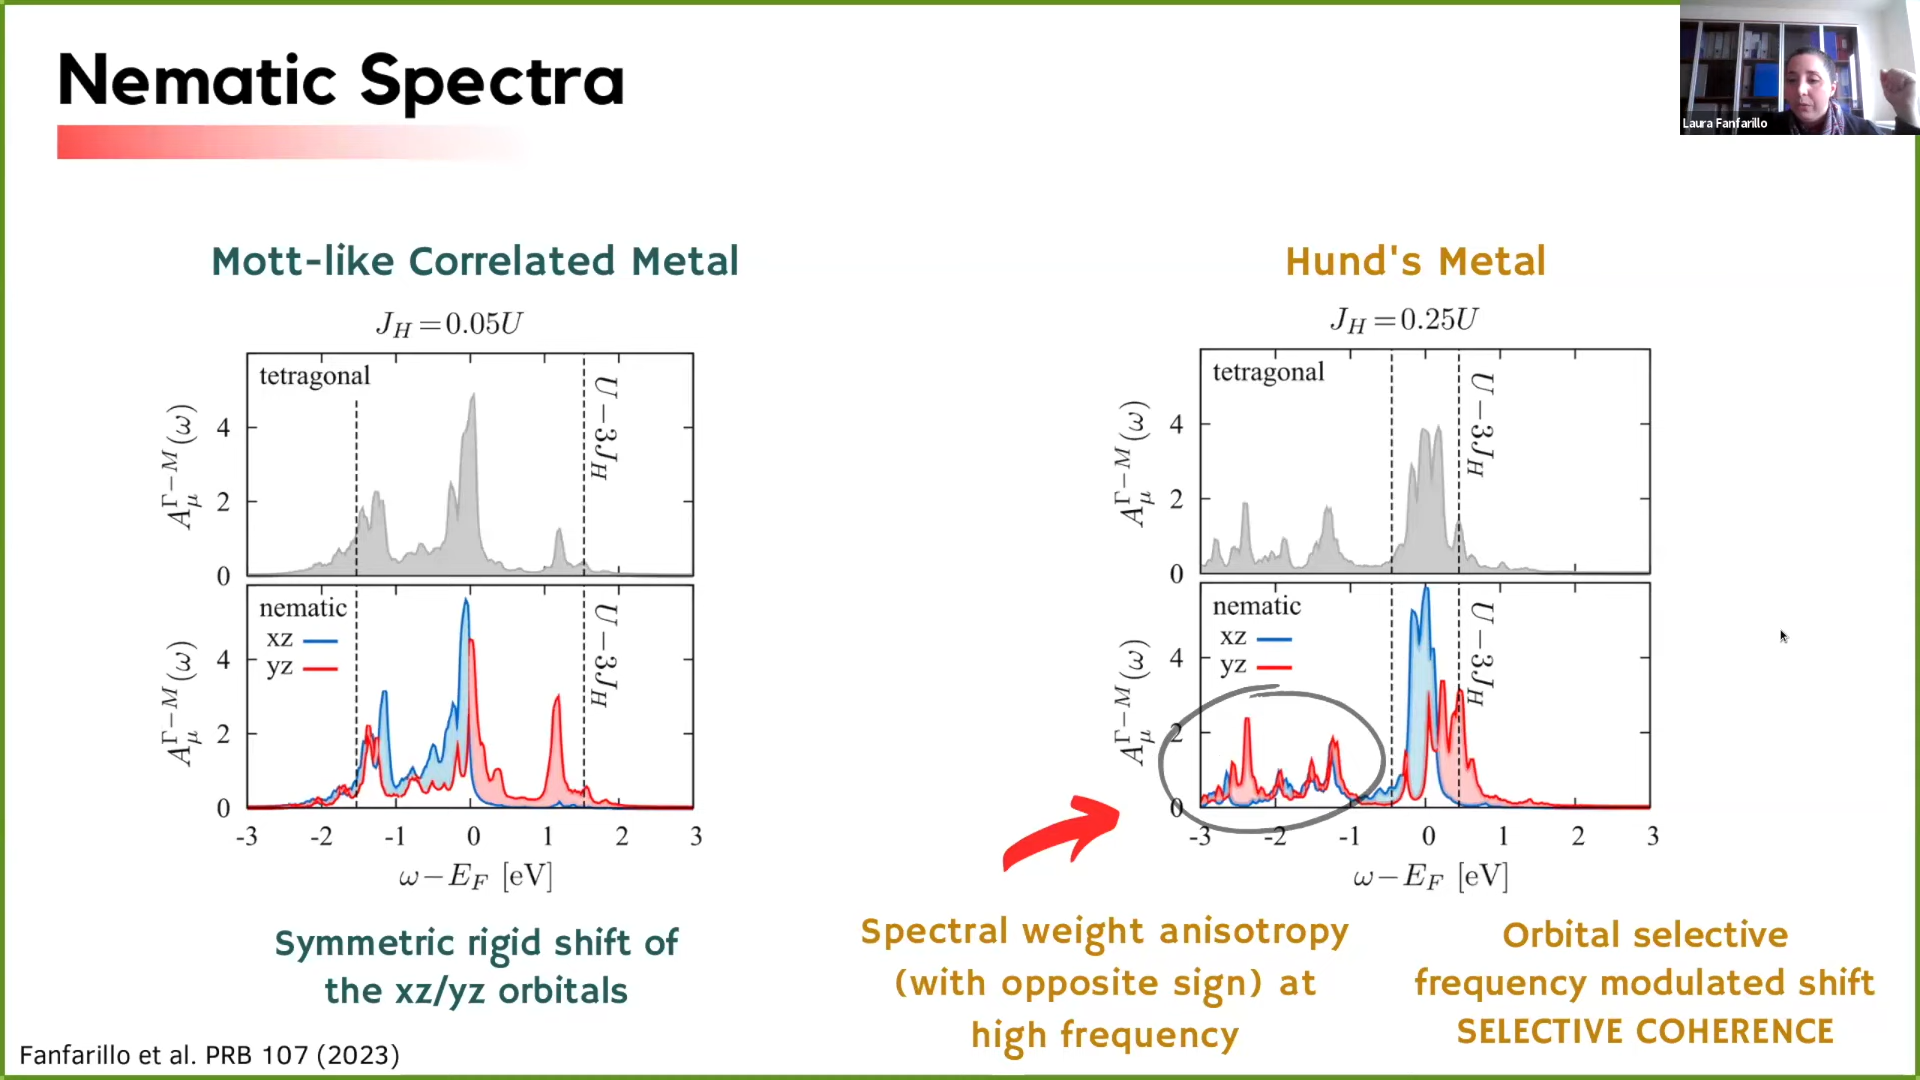 Nematic Spectra
Laura Fanfarillo
Mott-like Correlated Metal
J_H = 0.05U
tetragonal
U − 3J_H
A_μ^{Γ−M}(ω)
4
2
0
nematic
xz
yz
U − 3J_H
A_μ^{Γ−M}(ω)
4
2
0
-3 -2 -1 0 1 2 3
ω − E_F [eV]
Symmetric rigid shift of
the xz/yz orbitals
Hund's Metal
J_H = 0.25U
tetragonal
U − 3J_H
A_μ^{Γ−M}(ω)
4
2
0
nematic
xz
yz
U − 3J_H
A_μ^{Γ−M}(ω)
4
2
0
-3 -2 -1 0 1 2 3
ω − E_F [eV]
Spectral weight anisotropy
(with opposite sign) at
high frequency
Orbital selective
frequency modulated shift
SELECTIVE COHERENCE
Fanfarillo et al. PRB 107 (2023)